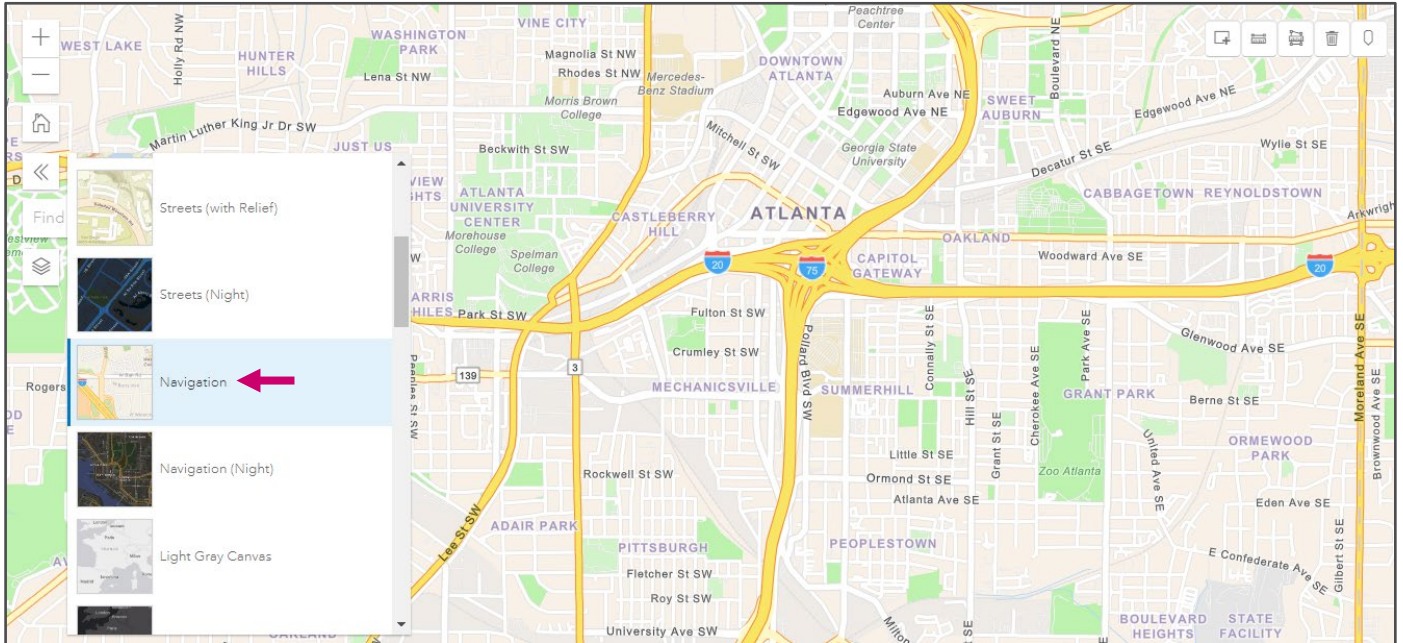 Peachtree
Center
VINE CITY
WASHINGTON
PARK
WEST LAKE
Holly Rd NW
HUNTER
HILLS
Magnolia St NW
Rhodes St NW
Lena St NW
Mercedes-
Benz Stadium
DOWNTOWN
ATLANTA
Boulevard NE
Auburn Ave NE
Edgewood Ave NE
SWEET
AUBURN
Edgewood Ave NE
Morris Brown
College
Martin Luther King Jr Dr SW
JUST US
Beckwith St SW
Mitchell St SW
Georgia State
University
Decatur St SE
Wylie St SE
Find
Streets (with Relief)
Streets (Night)
Navigation
Navigation (Night)
Light Gray Canvas
ATLANTA
UNIVERSITY
CENTER
Morehouse
College
Spelman
College
CASTLEBERRY
HILL
ATLANTA
CABBAGETOWN
REYNOLDSTOWN
Arkwrigh
OAKLAND
Woodward Ave SE
CAPITOL
GATEWAY
20
75
20
Park St SW
Fulton St SW
Crumley St SW
Pollard Blvd SW
Connally St SE
Glenwood Ave SE
Park Ave SE
Moreland Ave SE
139
3
Rogers
Peeples St SW
MECHANICSVILLE
SUMMERHILL
Hill St SE
Cherokee Ave SE
GRANT PARK
Berne St SE
Brownwood Ave SE
Little St SE
Grant St SE
Zoo Atlanta
United Ave SE
ORMEWOOD
PARK
Rockwell St SW
Ormond St SE
Atlanta Ave SE
Eden Ave SE
Lee St SW
ADAIR PARK
PITTSBURGH
PEOPLESTOWN
Fletcher St SW
Roy St SW
University Ave SW
E Confederate Ave SE
Gilbert St SE
BOULEVARD
HEIGHTS
STATE
FACILITY